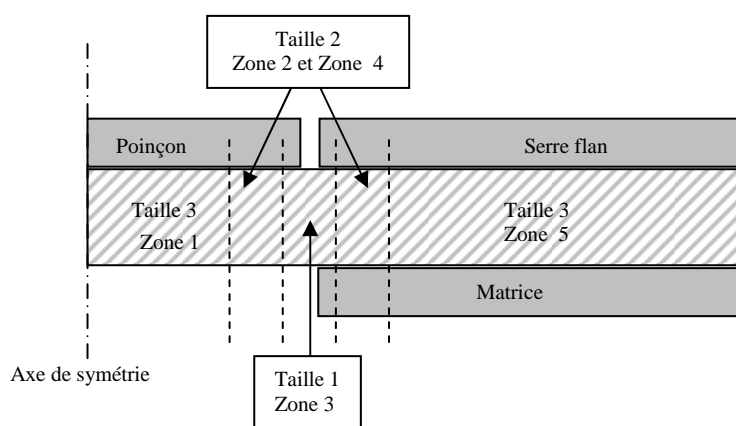 Taille 2
Zone 2 et Zone 4
Poinçon
Serre flan
Taille 3
Zone 1
Taille 3
Zone 5
Matrice
Axe de symétrie
Taille 1
Zone 3